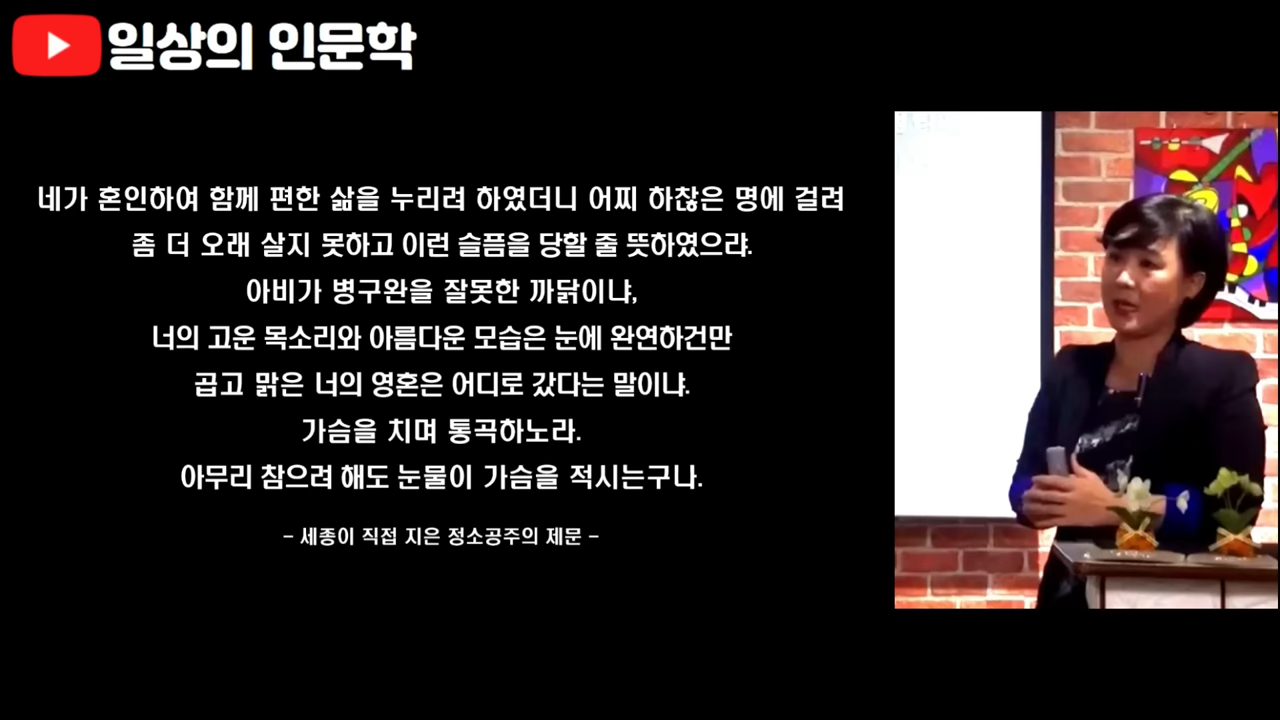 일상의 인문학
네가 혼인하여 함께 편한 삶을 누리려 하였더니 어찌 하찮은 명에 걸려
좀 더 오래 살지 못하고 이런 슬픔을 당할 줄 뜻하였으랴.
아비가 병구완을 잘못한 까닭이냐,
너의 고운 목소리와 아름다운 모습은 눈에 완연하건만
곱고 맑은 너의 영혼은 어디로 갔다는 말이냐.
가슴을 치며 통곡하노라.
아무리 참으려 해도 눈물이 가슴을 적시는구나.
– 세종이 직접 지은 정소공주의 제문 –